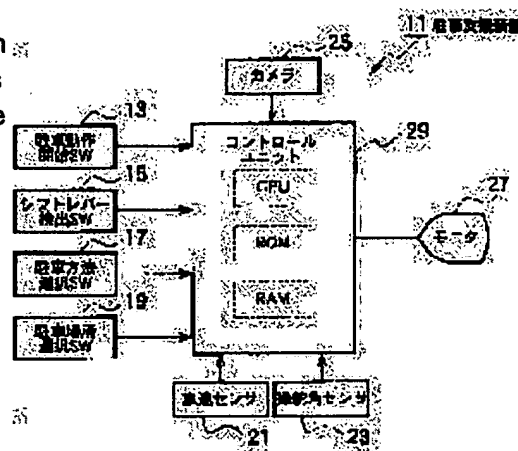 11 駐車支援装置
25
カメラ
13
駐車動作
開始SW
コントロール
ユニット
29
15
シフトレバー
検出SW
CPU
27
モータ
17
ROM
駐車方法
選択SW
19
RAM
駐車場所
選択SW
車速センサ
操舵角センサ
21
23